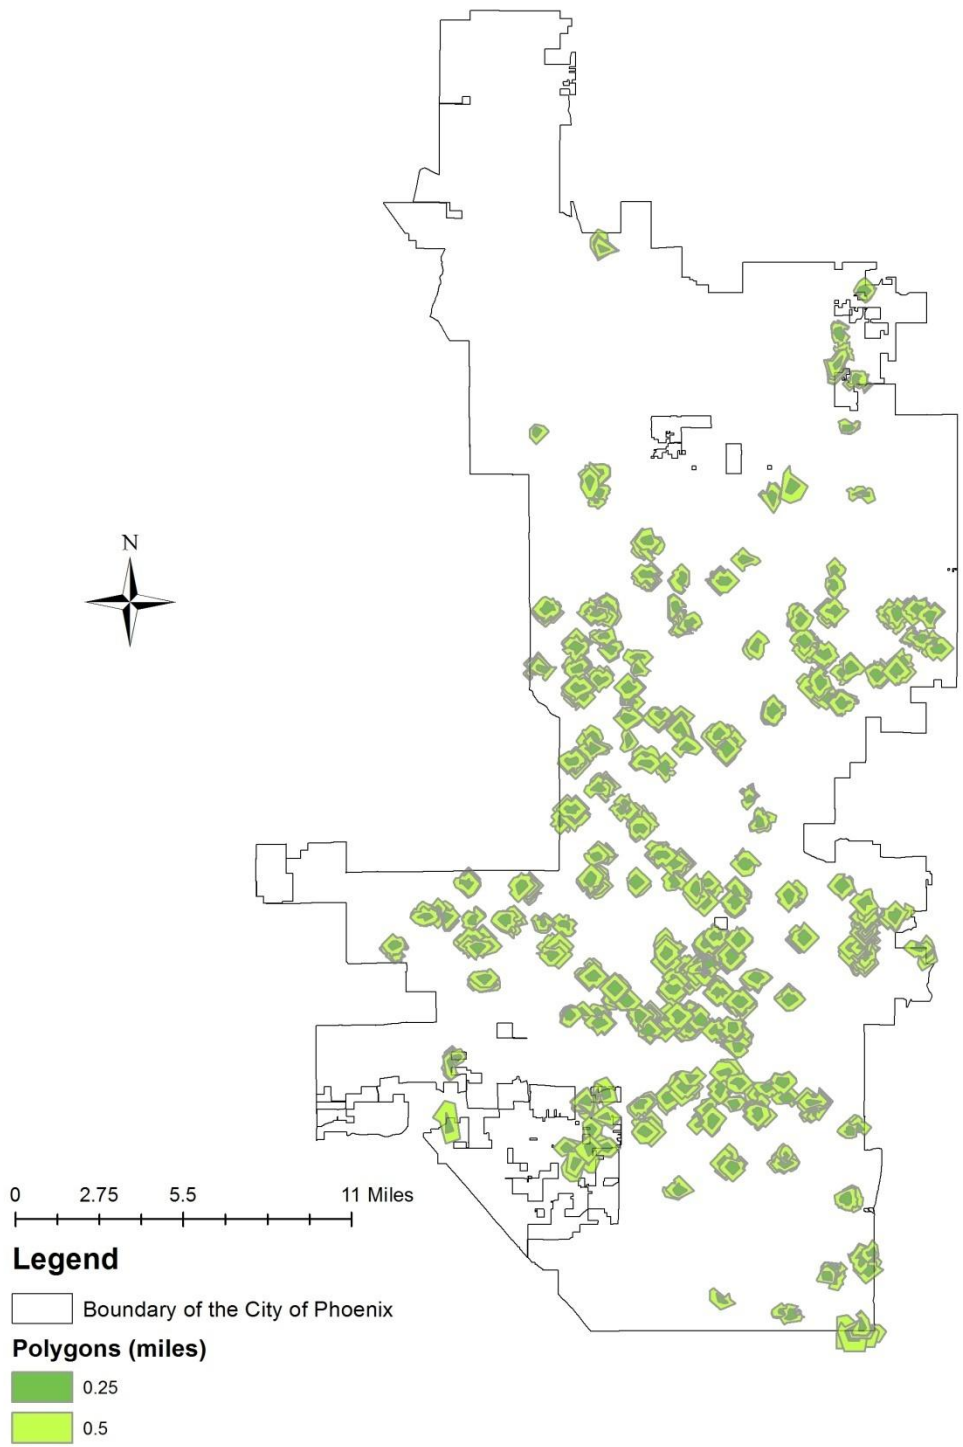 N
0 2.75 5.5 11 Miles
Legend
Boundary of the City of Phoenix
Polygons (miles)
0.25
0.5